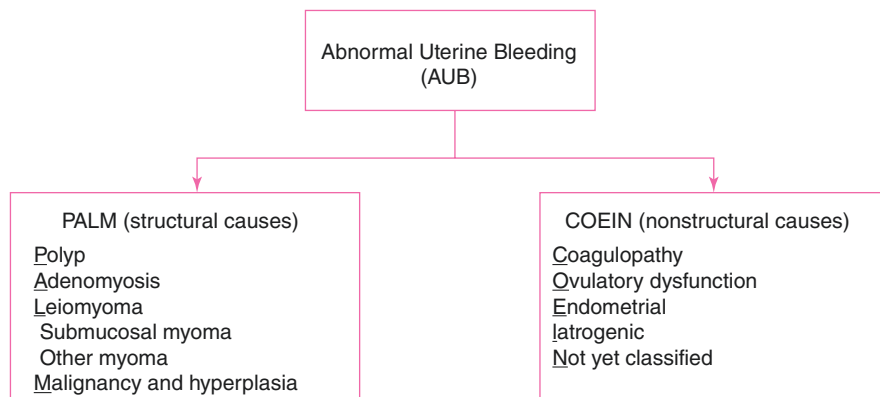 Abnormal Uterine Bleeding
(AUB)
PALM (structural causes)
Polyp
Adenomyosis
Leiomyoma
Submucosal myoma
Other myoma
Malignancy and hyperplasia
COEIN (nonstructural causes)
Coagulopathy
Ovulatory dysfunction
Endometrial
Iatrogenic
Not yet classified